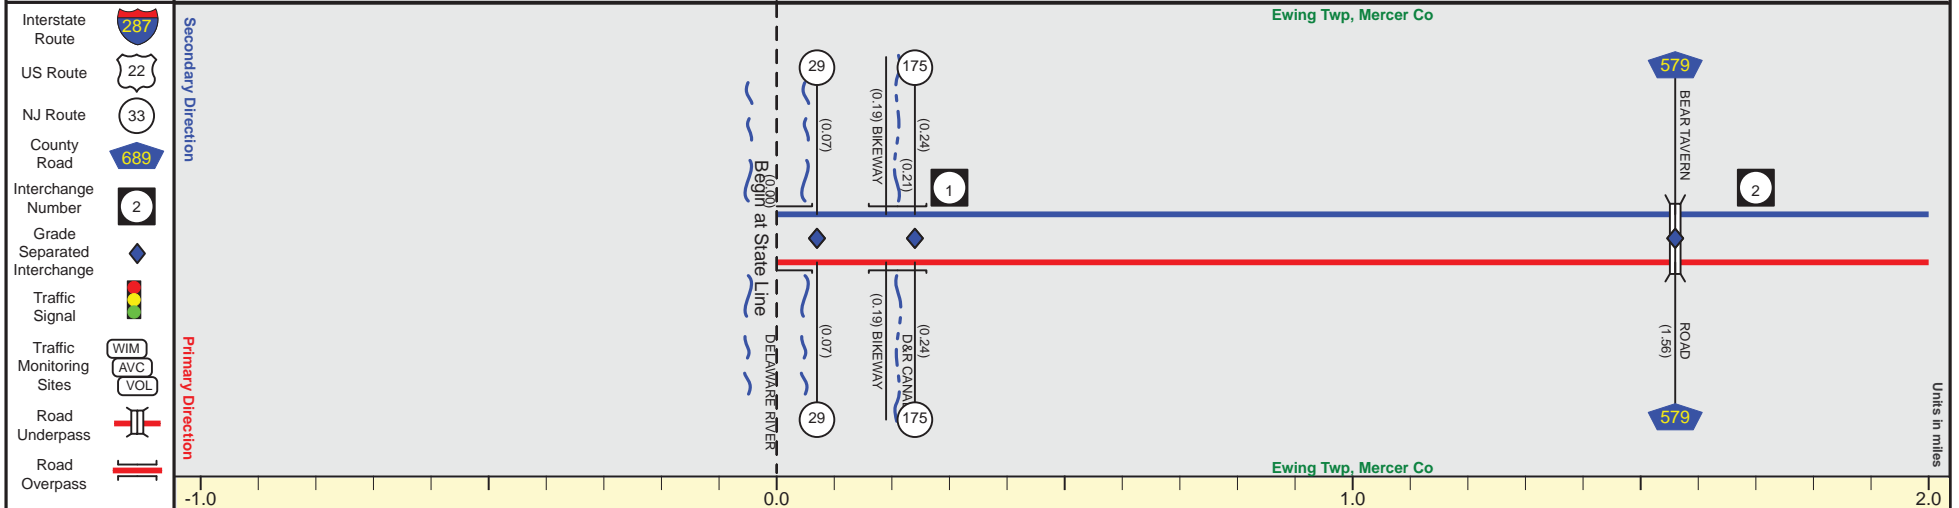 Interstate
Route
287
US Route
22
NJ Route
33
County
Road
689
Interchange
Number
2
Grade
Separated
Interchange
Traffic
Signal
Traffic
Monitoring
Sites
WIM
AVC
VOL
Road
Underpass
Road
Overpass
Secondary Direction
Primary Direction
Ewing Twp, Mercer Co
29
175
579
(0.07)
(0.19) BIKEWAY
(0.21)
(0.24)
BEAR TAVERN
1
2
(0.00)
Begin at State Line
DELAWARE RIVER
(0.07)
(0.19) BIKEWAY
D&R CANAL
(0.24)
(1.56)
ROAD
29
175
579
Ewing Twp, Mercer Co
Units in miles
-1.0
0.0
1.0
2.0